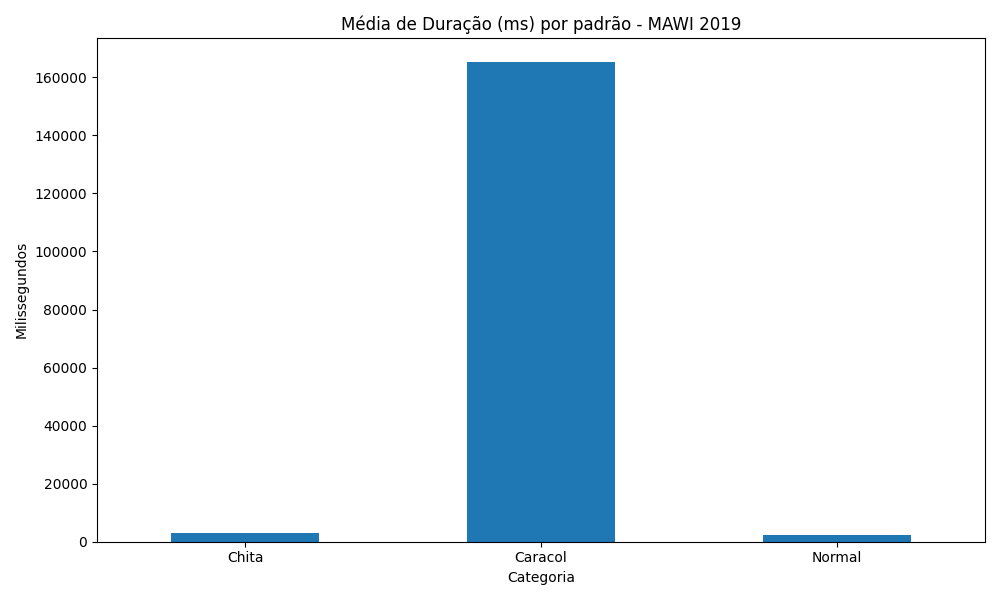 Média de Duração (ms) por padrão - MAWI 2019
160000
140000
120000
100000
80000
60000
40000
20000
0
Milissegundos
Chita
Caracol
Normal
Categoria